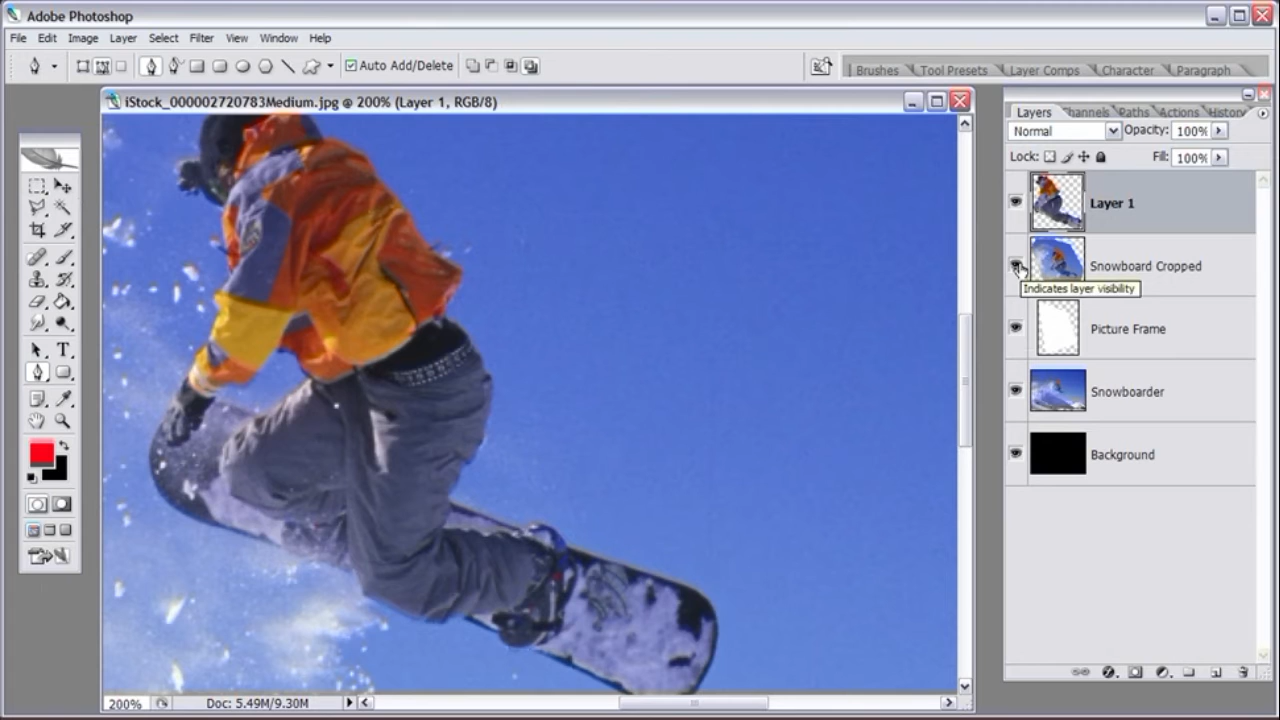 Adobe Photoshop
File Edit Image Layer Select Filter View Window Help
Auto Add/Delete
Brushes Tool Presets Layer Comps Character Paragraph
iStock_000002720783Medium.jpg @ 200% (Layer 1, RGB/8)
Layers Channels Paths Actions History
Normal Opacity: 100%
Lock: Fill: 100%
Layer 1
Snowboard Cropped
Indicates layer visibility
Picture Frame
Snowboarder
Background
T
200% Doc: 5.49M/9.30M